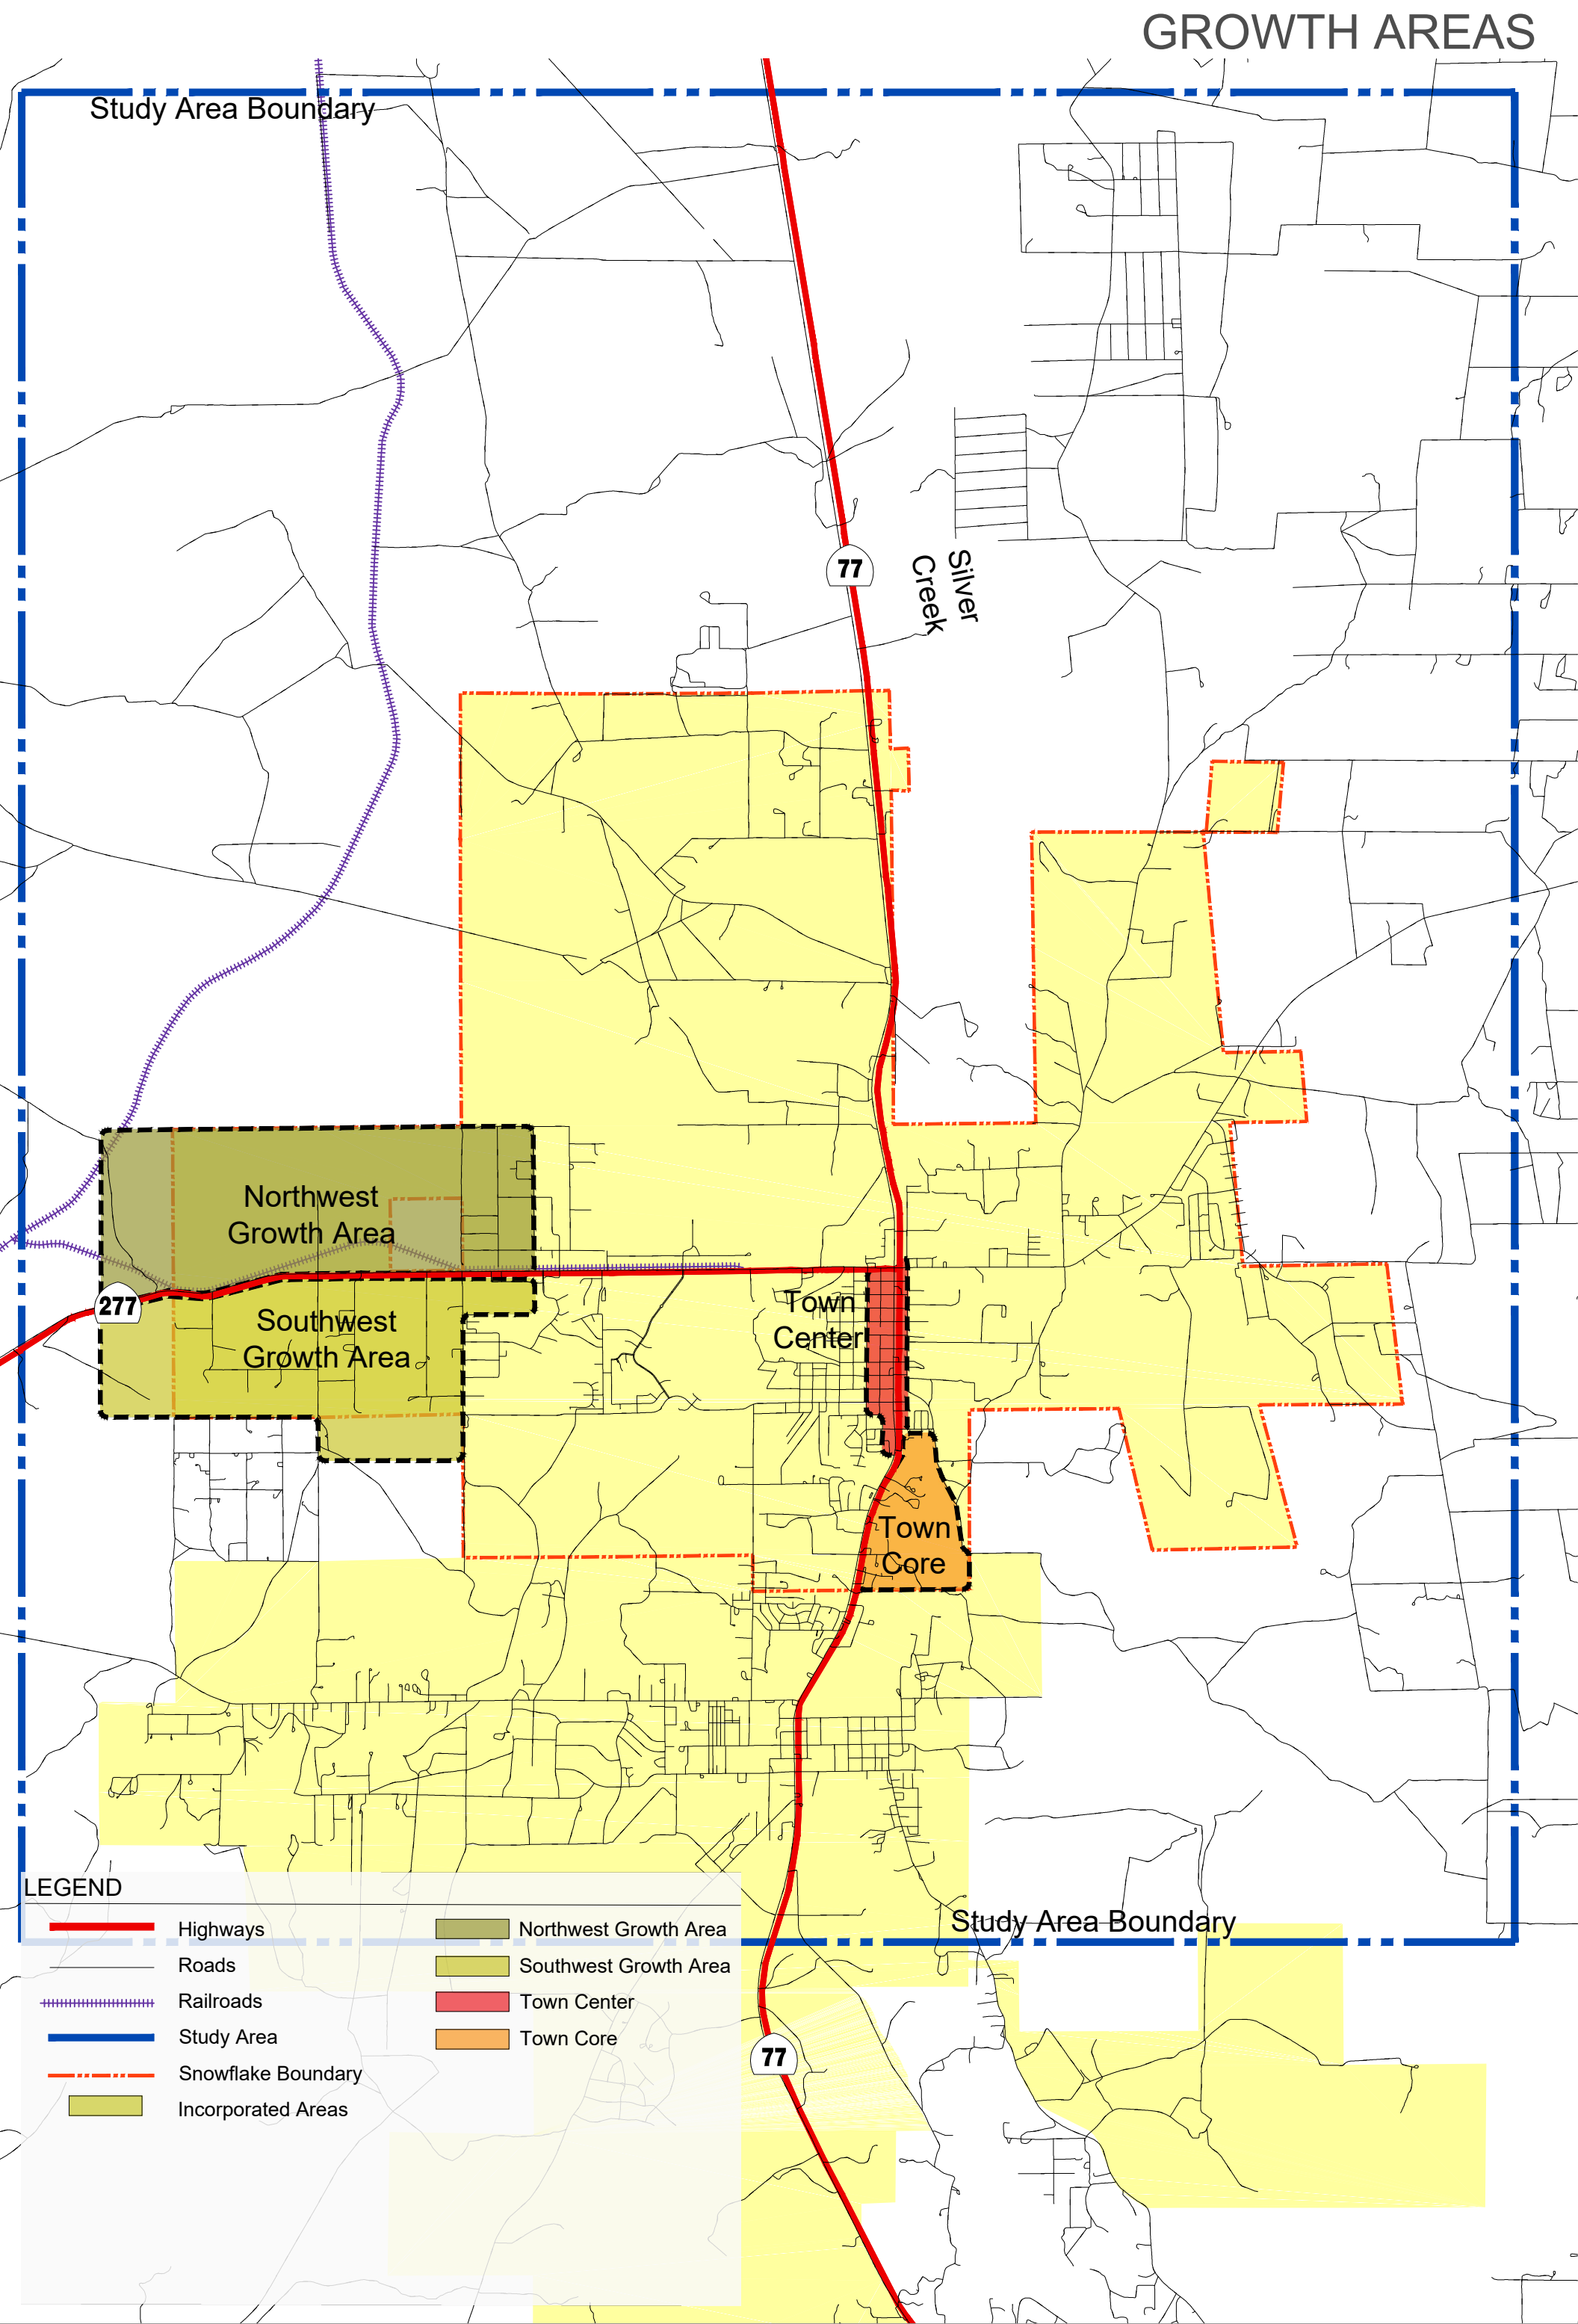 GROWTH AREAS
Study Area Boundary
77
Silver
Creek
Northwest
Growth Area
277
Southwest
Growth Area
Town
Center
Town
Core
Study Area Boundary
77
LEGEND
Highways
Roads
Railroads
Study Area
Snowflake Boundary
Incorporated Areas
Northwest Growth Area
Southwest Growth Area
Town Center
Town Core